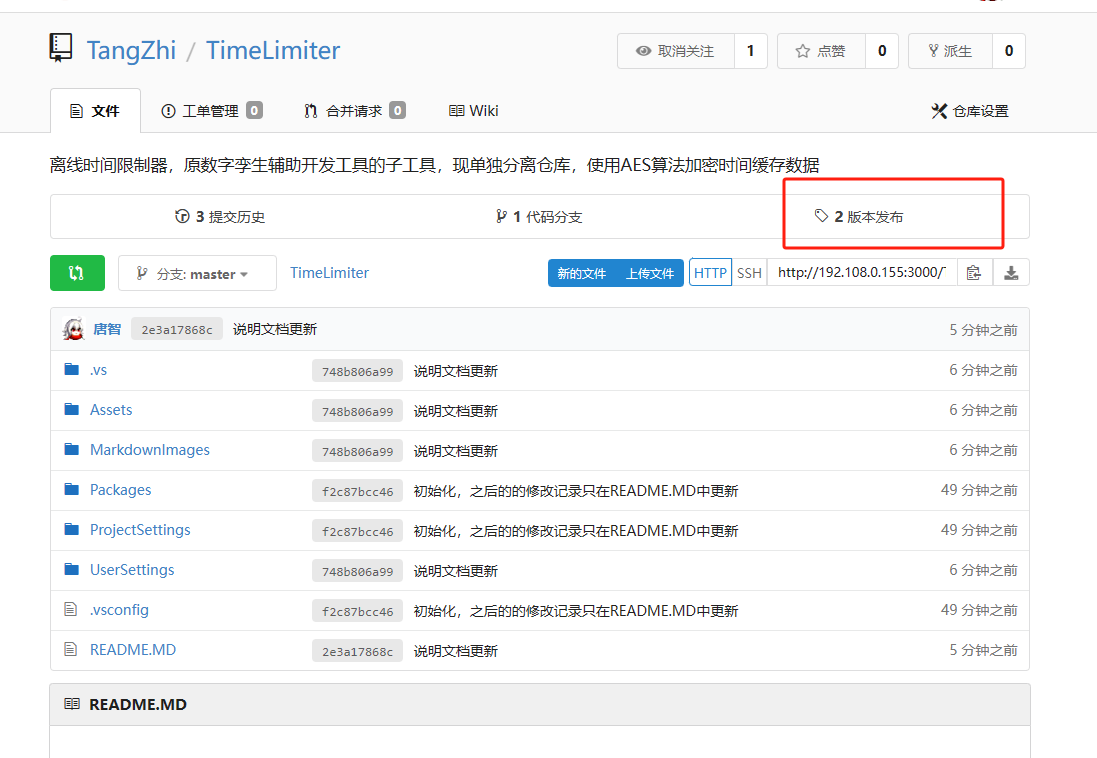 TangZhi / TimeLimiter
取消关注 1 点赞 0 派生 0
文件 工单管理 0 合并请求 0 Wiki 仓库设置
离线时间限制器，原数字孪生辅助开发工具的子工具，现单独分离仓库，使用AES算法加密时间缓存数据
3 提交历史 1 代码分支 2 版本发布
分支: master TimeLimiter 新的文件 上传文件 HTTP SSH http://192.108.0.155:3000/
唐智 2e3a17868c 说明文档更新 5 分钟之前
.vs 748b806a99 说明文档更新 6 分钟之前
Assets 748b806a99 说明文档更新 6 分钟之前
MarkdownImages 748b806a99 说明文档更新 6 分钟之前
Packages f2c87bcc46 初始化，之后的的修改记录只在README.MD中更新 49 分钟之前
ProjectSettings f2c87bcc46 初始化，之后的的修改记录只在README.MD中更新 49 分钟之前
UserSettings 748b806a99 说明文档更新 6 分钟之前
.vsconfig f2c87bcc46 初始化，之后的的修改记录只在README.MD中更新 49 分钟之前
README.MD 2e3a17868c 说明文档更新 5 分钟之前
README.MD